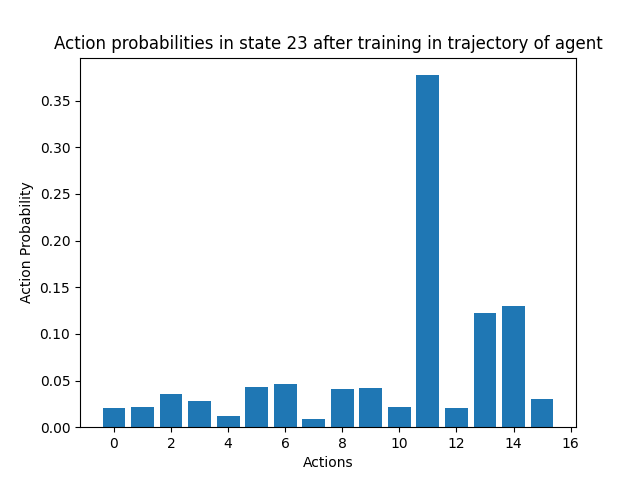 Action probabilities in state 23 after training in trajectory of agent
0.35
0.30
0.25
0.20
0.15
0.10
0.05
0.00
Action Probability
0 2 4 6 8 10 12 14 16
Actions